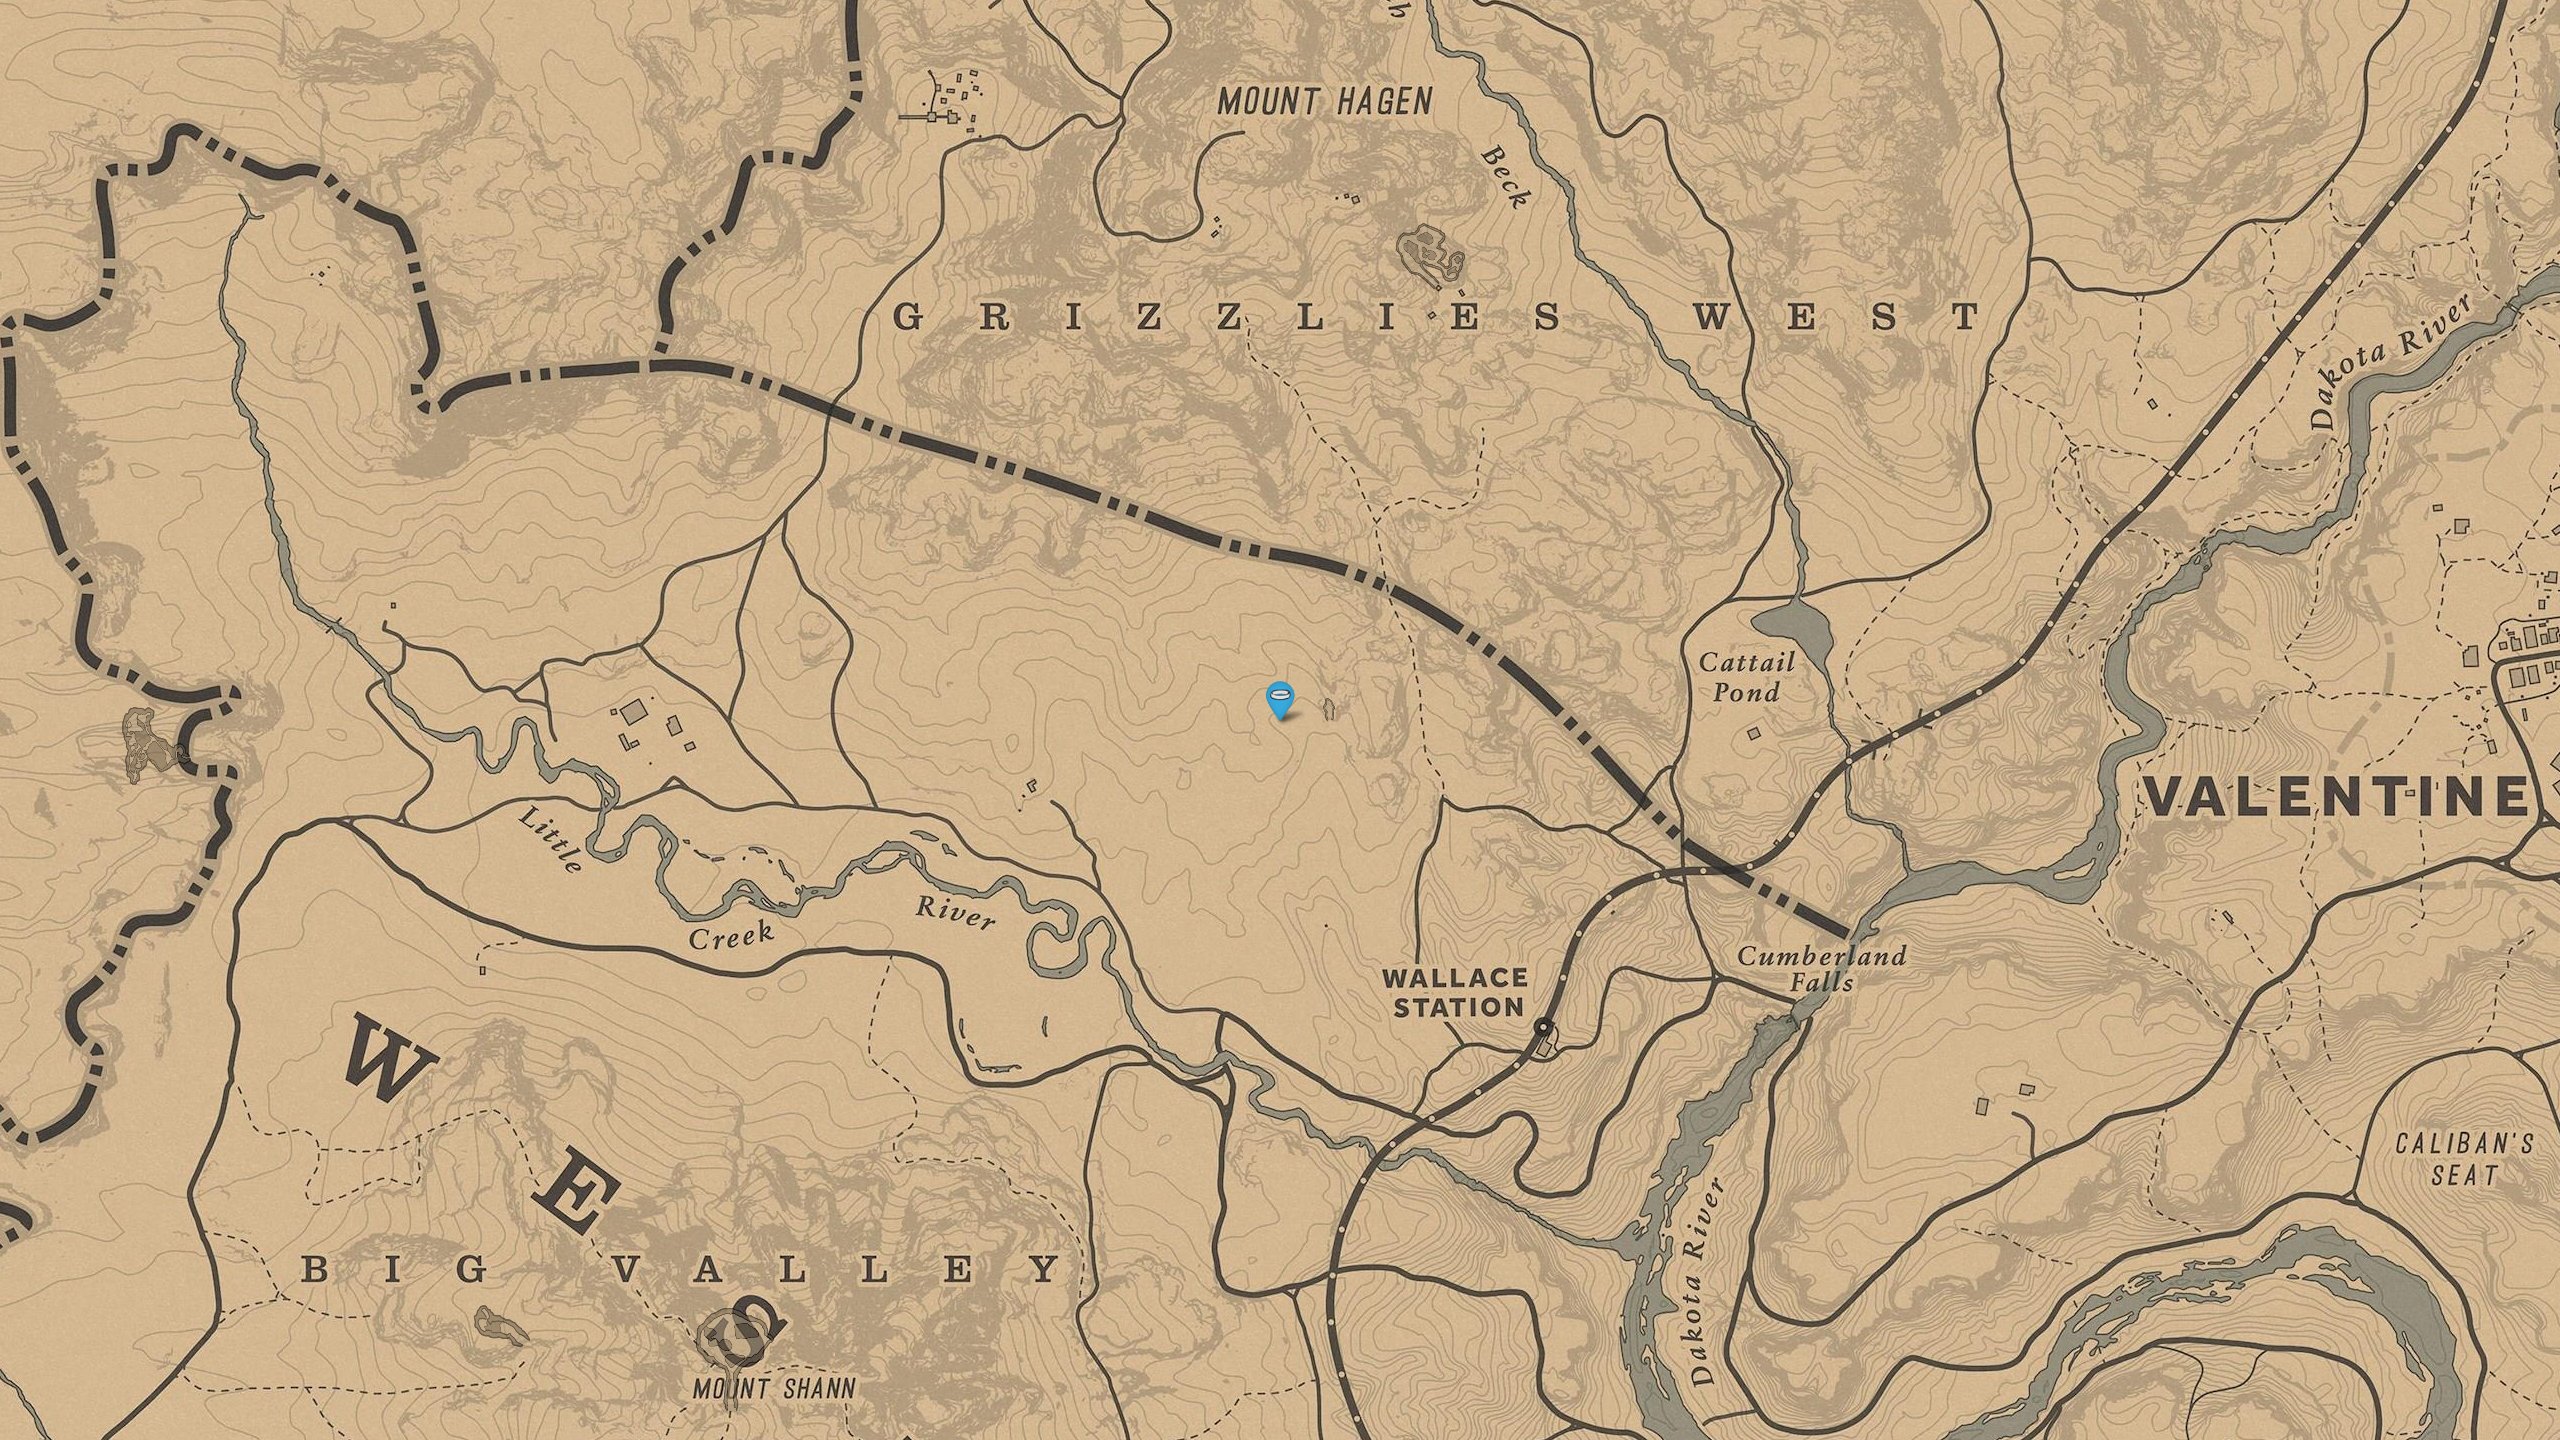 MOUNT HAGEN
Beck
GRIZZLIES WEST
Dakota River
Cattail
Pond
VALENTINE
Little
Creek
River
WALLACE
STATION
Cumberland
Falls
W
E
S
CALIBAN'S
SEAT
Dakota River
BIG VALLEY
MOUNT SHANN